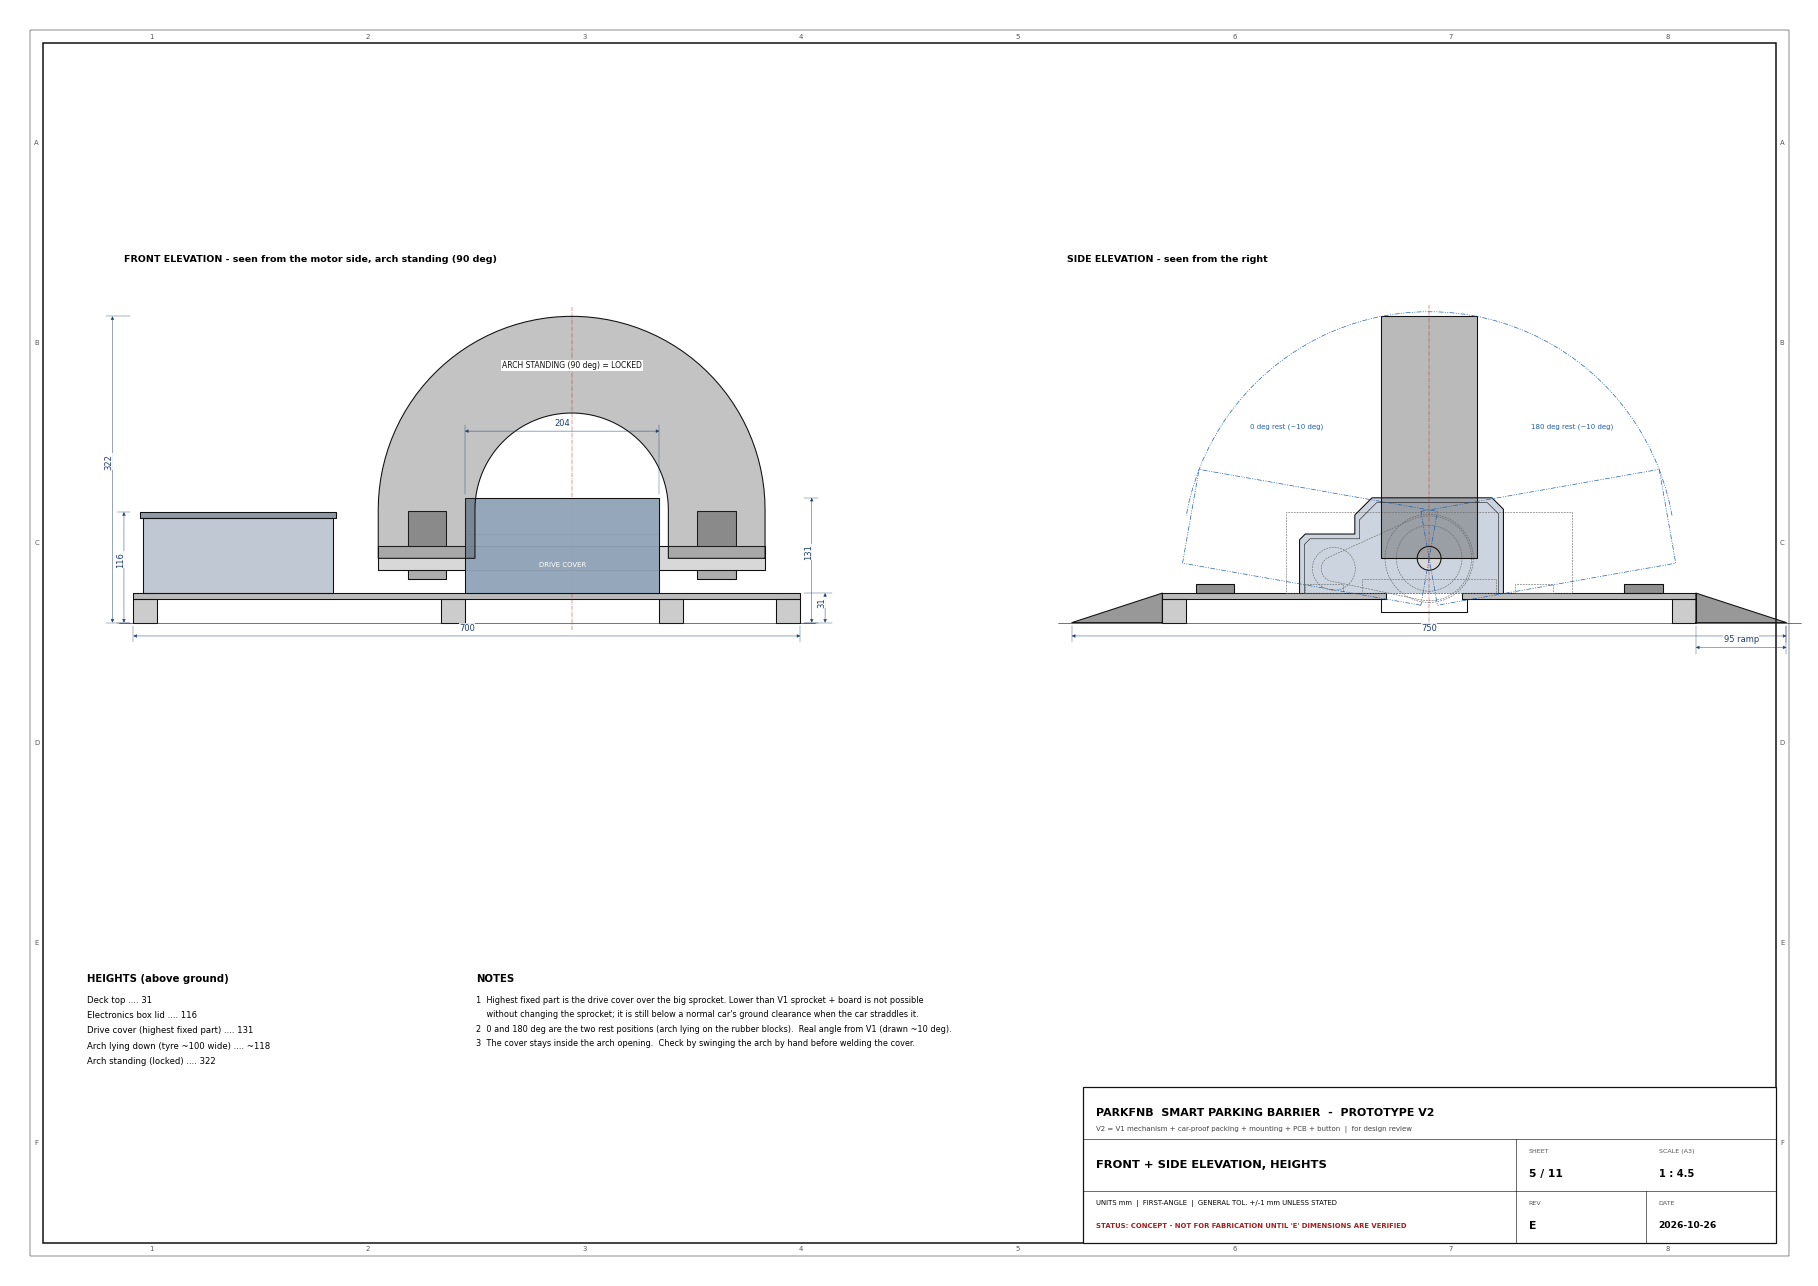 1 2 3 4 5 6 7 8
A A
FRONT ELEVATION - seen from the motor side, arch standing (90 deg)
SIDE ELEVATION - seen from the right
B B
ARCH STANDING (90 deg) = LOCKED
204
0 deg rest (~10 deg)
180 deg rest (~10 deg)
322
116
C C
131
DRIVE COVER
31
700
750
95 ramp
D D
E E
HEIGHTS (above ground)
Deck top .... 31
Electronics box lid .... 116
Drive cover (highest fixed part) .... 131
Arch lying down (tyre ~100 wide) .... ~118
Arch standing (locked) .... 322
NOTES
1 Highest fixed part is the drive cover over the big sprocket. Lower than V1 sprocket + board is not possible
without changing the sprocket; it is still below a normal car's ground clearance when the car straddles it.
2 0 and 180 deg are the two rest positions (arch lying on the rubber blocks). Real angle from V1 (drawn ~10 deg).
3 The cover stays inside the arch opening. Check by swinging the arch by hand before welding the cover.
F F
PARKFNB SMART PARKING BARRIER - PROTOTYPE V2
V2 = V1 mechanism + car-proof packing + mounting + PCB + button | for design review
FRONT + SIDE ELEVATION, HEIGHTS
SHEET
5 / 11
SCALE (A3)
1 : 4.5
UNITS mm | FIRST-ANGLE | GENERAL TOL. +/-1 mm UNLESS STATED
STATUS: CONCEPT - NOT FOR FABRICATION UNTIL 'E' DIMENSIONS ARE VERIFIED
REV
E
DATE
2026-10-26
1 2 3 4 5 6 7 8